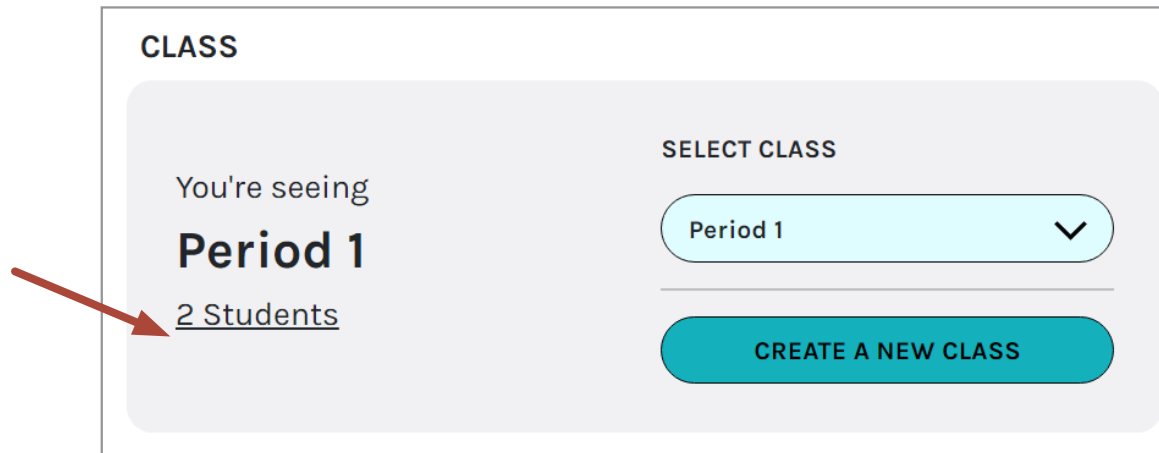 CLASS
You're seeing
Period 1
2 Students
SELECT CLASS
Period 1
CREATE A NEW CLASS